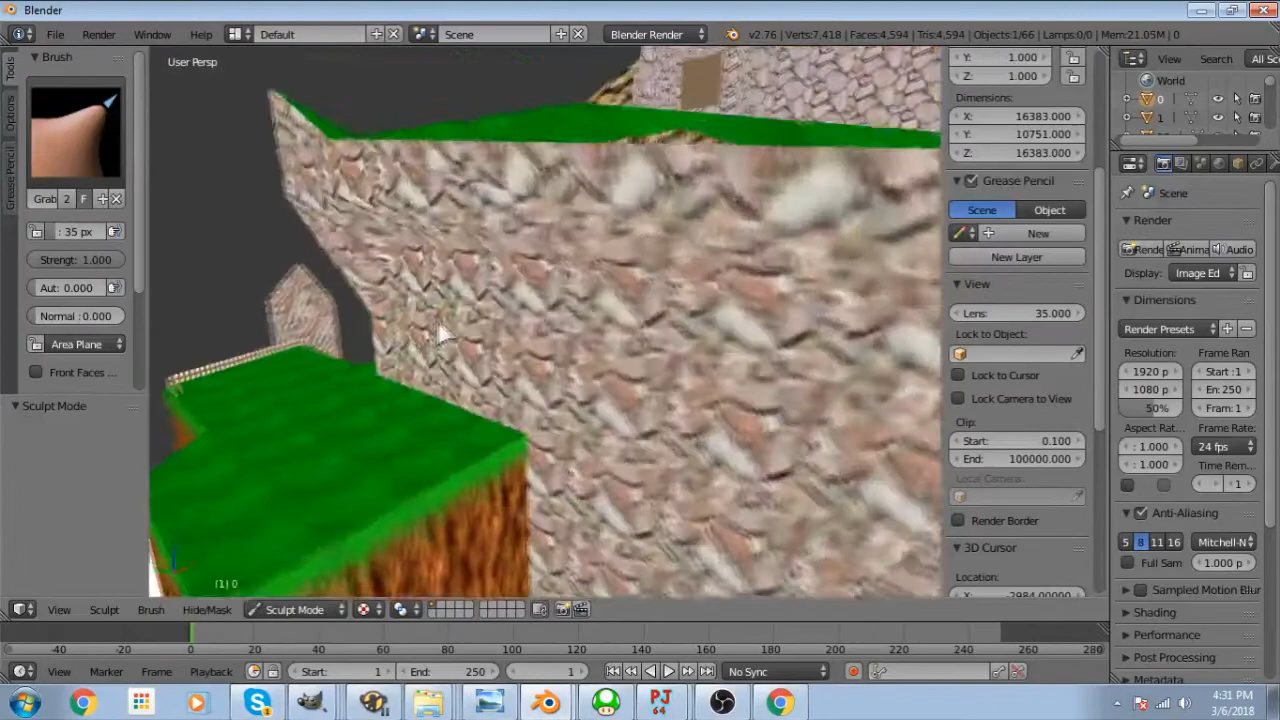 Blender
File Render Window Help Default Scene Blender Render v2.76 | Verts:7,418 | Faces:4,594 | Tris:4,594 | Objects:1/66 | Lamps:0/0 | Mem:21.05M | 0
Tools
Options
Grease Pencil
Brush
Grab 2 F
: 35 px
Strengt: 1.000
Aut: 0.000
Normal :0.000
Area Plane
Front Faces ...
Sculpt Mode
User Persp
(1) 0
Y: 1.000
Z: 1.000
Dimensions:
X: 16383.000
Y: 10751.000
Z: 16383.000
Grease Pencil
Scene Object
New
New Layer
View
Lens: 35.000
Lock to Object:
Lock to Cursor
Lock Camera to View
Clip:
Start: 0.100
End: 100000.000
Local Camera:
Render Border
3D Cursor
Location:
View Search All Sc
World
0
1
Scene
Render
Rende Anima Audio
Display: Image Ed
Dimensions
Render Presets
Resolution: Frame Ran
1920 p Start :1
1080 p En: 250
50% Fram: 1
Aspect Rat... Frame Rate:
: 1.000 24 fps
: 1.000 Time Rem...
1
Anti-Aliasing
5 8 11 16 Mitchell-N
Full Sam 1.000 p
Sampled Motion Blur
Shading
Performance
Post Processing
Metadata
View Sculpt Brush Hide/Mask Sculpt Mode
-40 -20 0 20 40 60 80 100 120 140 160 180 200 220 240 260 280
View Marker Frame Playback Start: 1 End: 250 1 No Sync
PJ
64
4:31 PM
3/6/2018